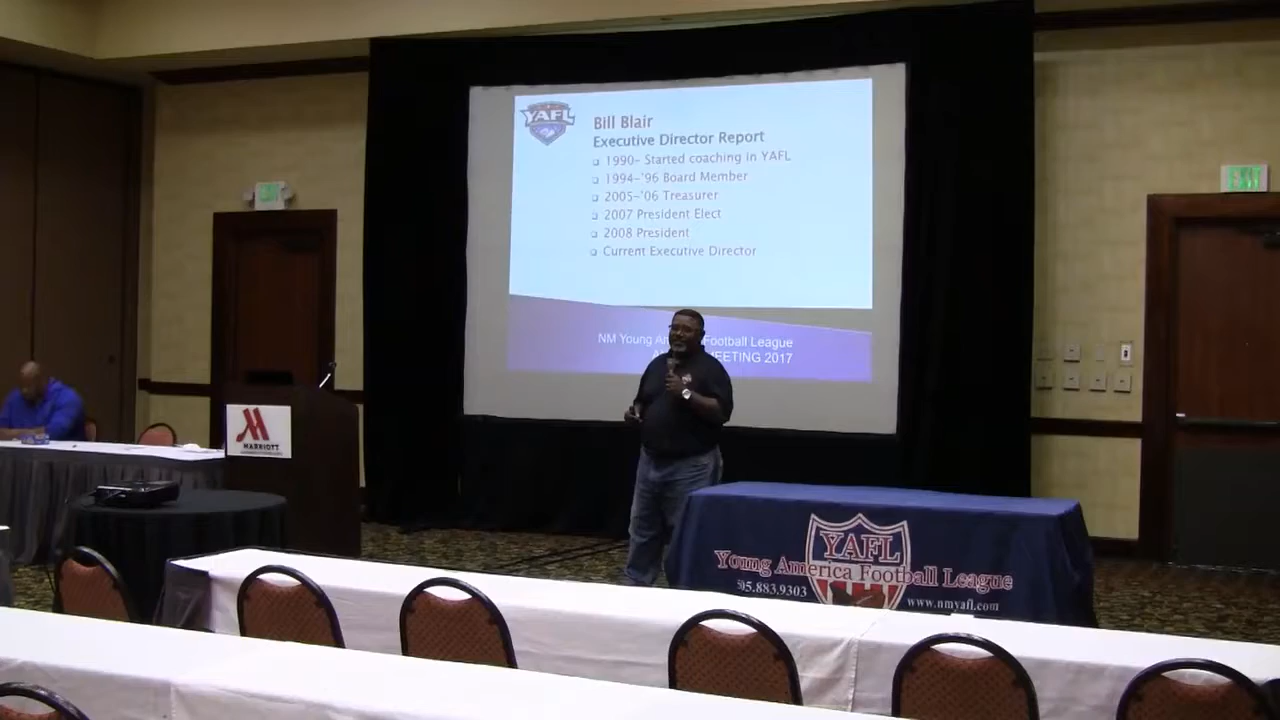 YAFL
Bill Blair
Executive Director Report
1990- Started coaching in YAFL
1994-'96 Board Member
2005-'06 Treasurer
2007 President Elect
2008 President
Current Executive Director
NM Young Football League
MEETING 2017
EXIT
EXIT
MARRIOTT
YAFL
Young America Football League
505.883.9303
www.nmyafl.com